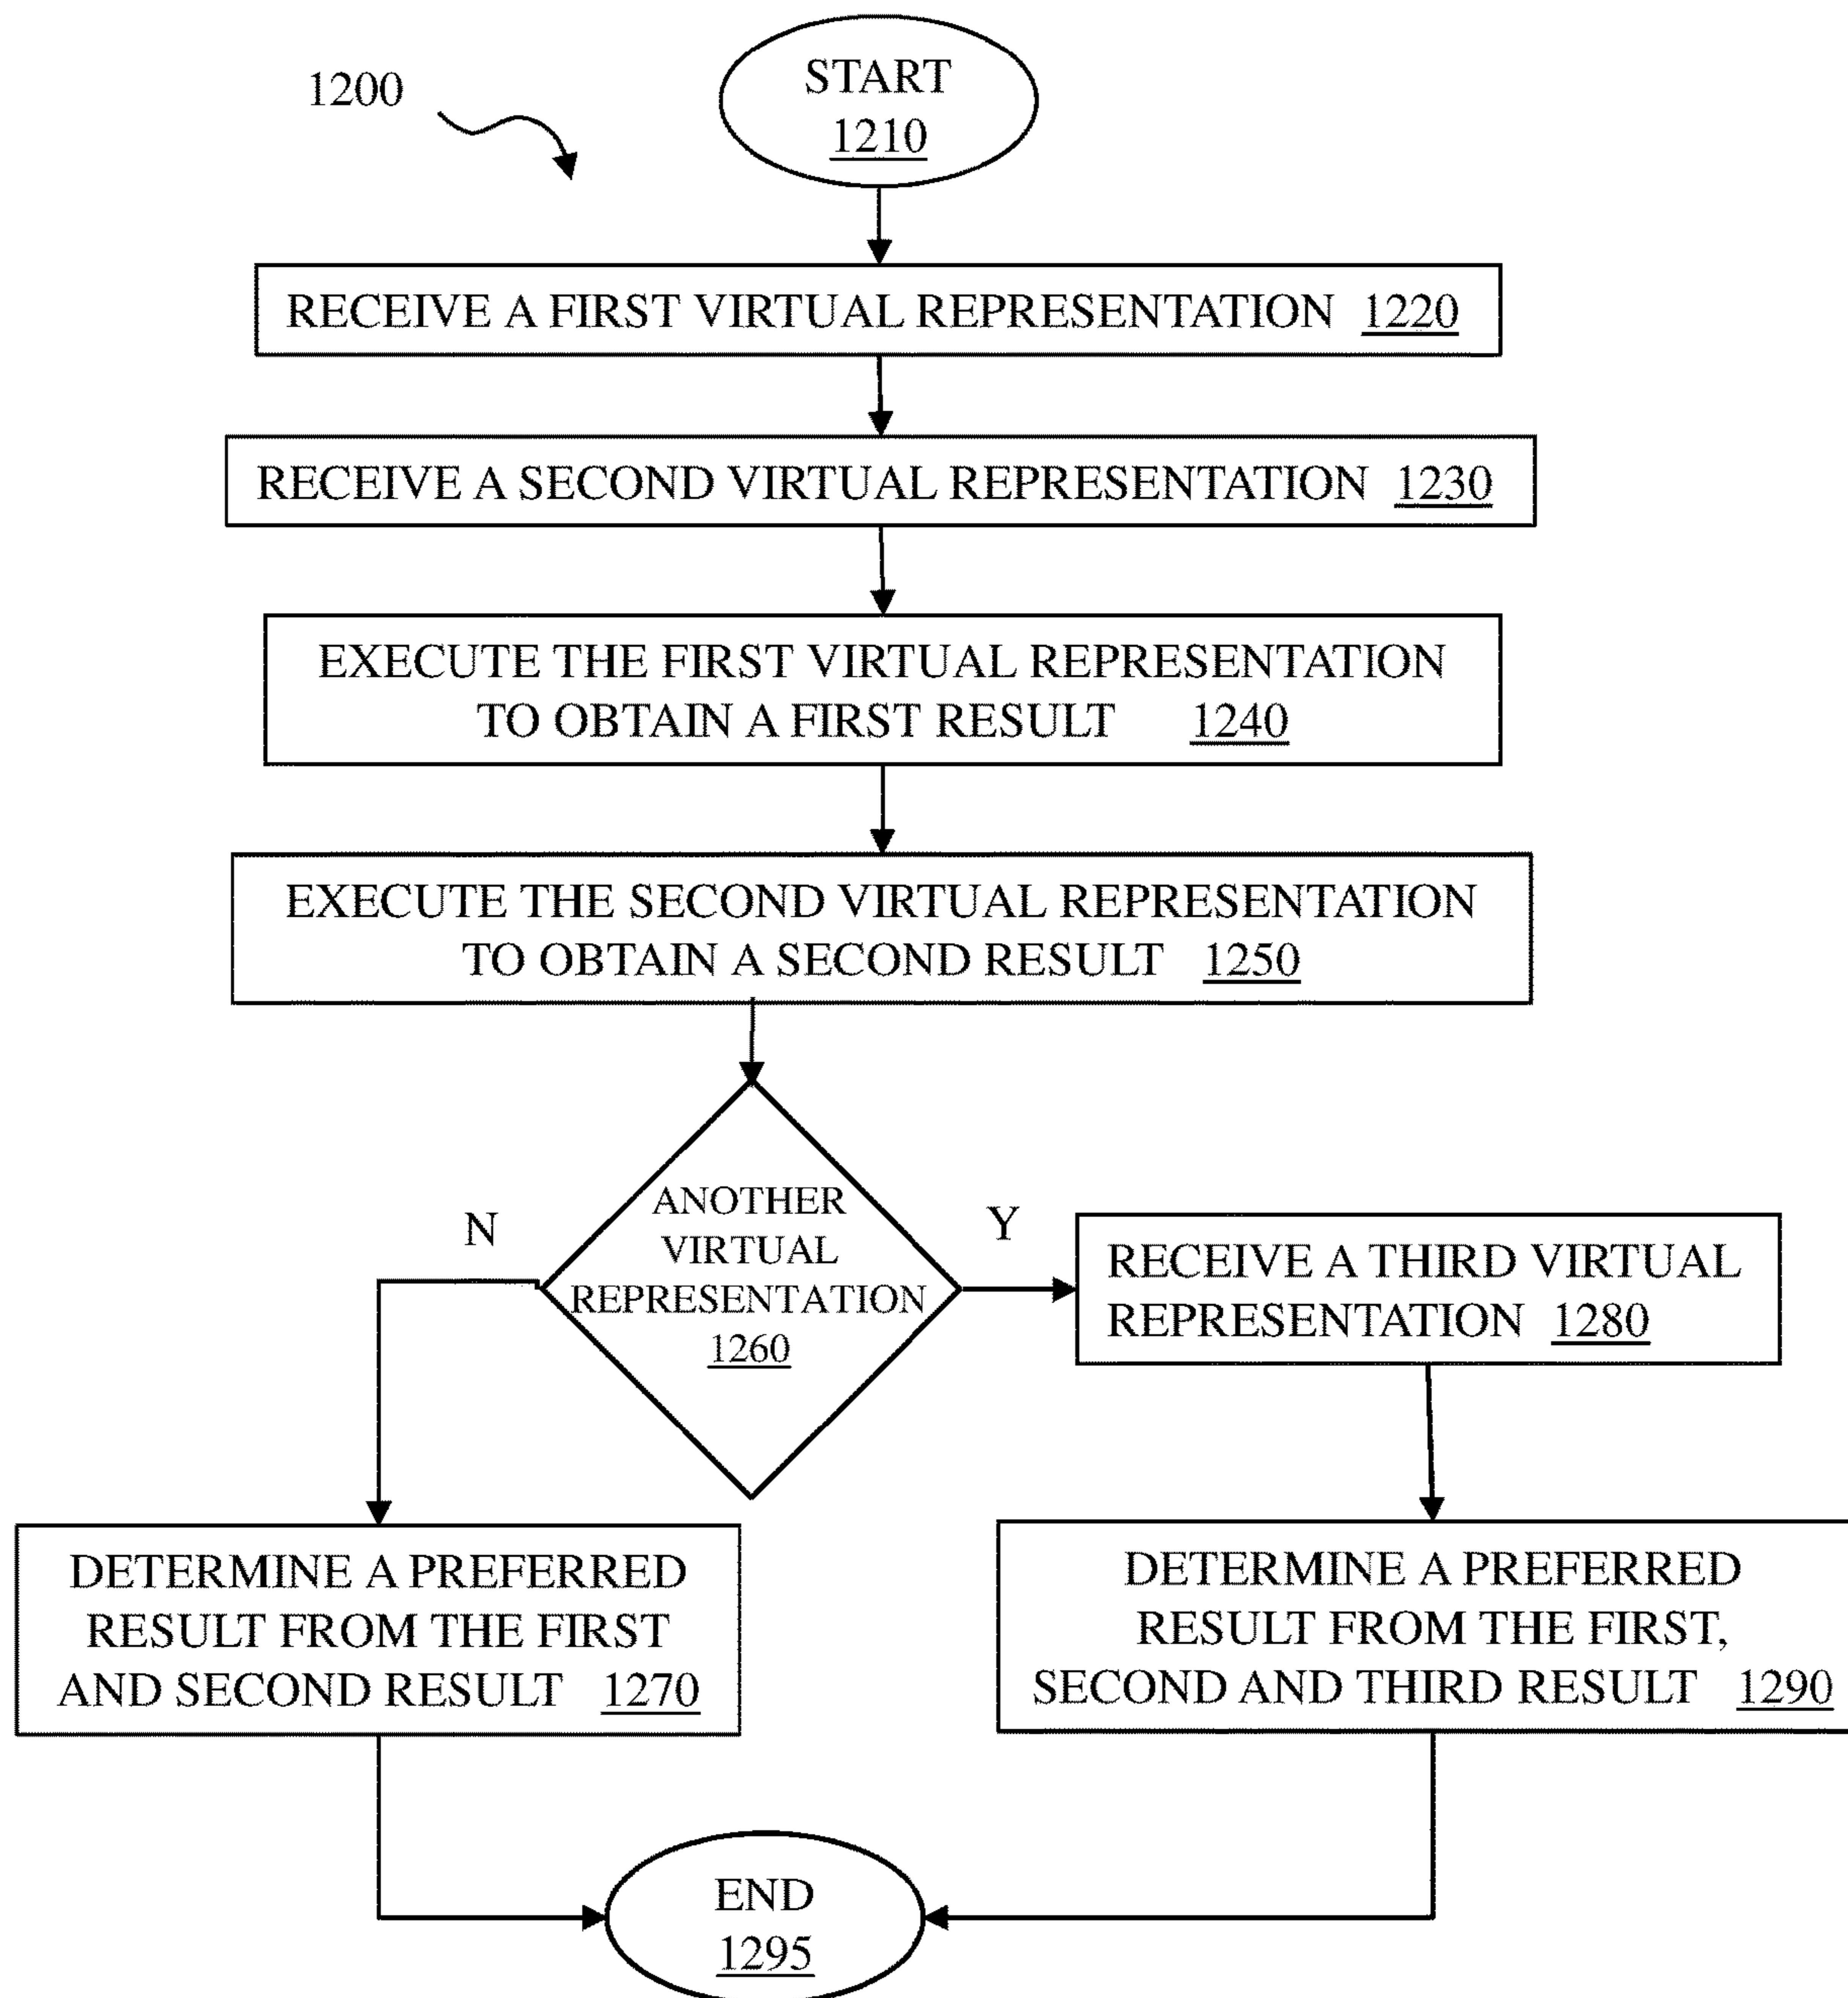 1200
START
1210
RECEIVE A FIRST VIRTUAL REPRESENTATION 1220
RECEIVE A SECOND VIRTUAL REPRESENTATION 1230
EXECUTE THE FIRST VIRTUAL REPRESENTATION
TO OBTAIN A FIRST RESULT 1240
EXECUTE THE SECOND VIRTUAL REPRESENTATION
TO OBTAIN A SECOND RESULT 1250
ANOTHER
VIRTUAL
REPRESENTATION
1260
N
Y
RECEIVE A THIRD VIRTUAL
REPRESENTATION 1280
DETERMINE A PREFERRED
RESULT FROM THE FIRST
AND SECOND RESULT 1270
DETERMINE A PREFERRED
RESULT FROM THE FIRST,
SECOND AND THIRD RESULT 1290
END
1295